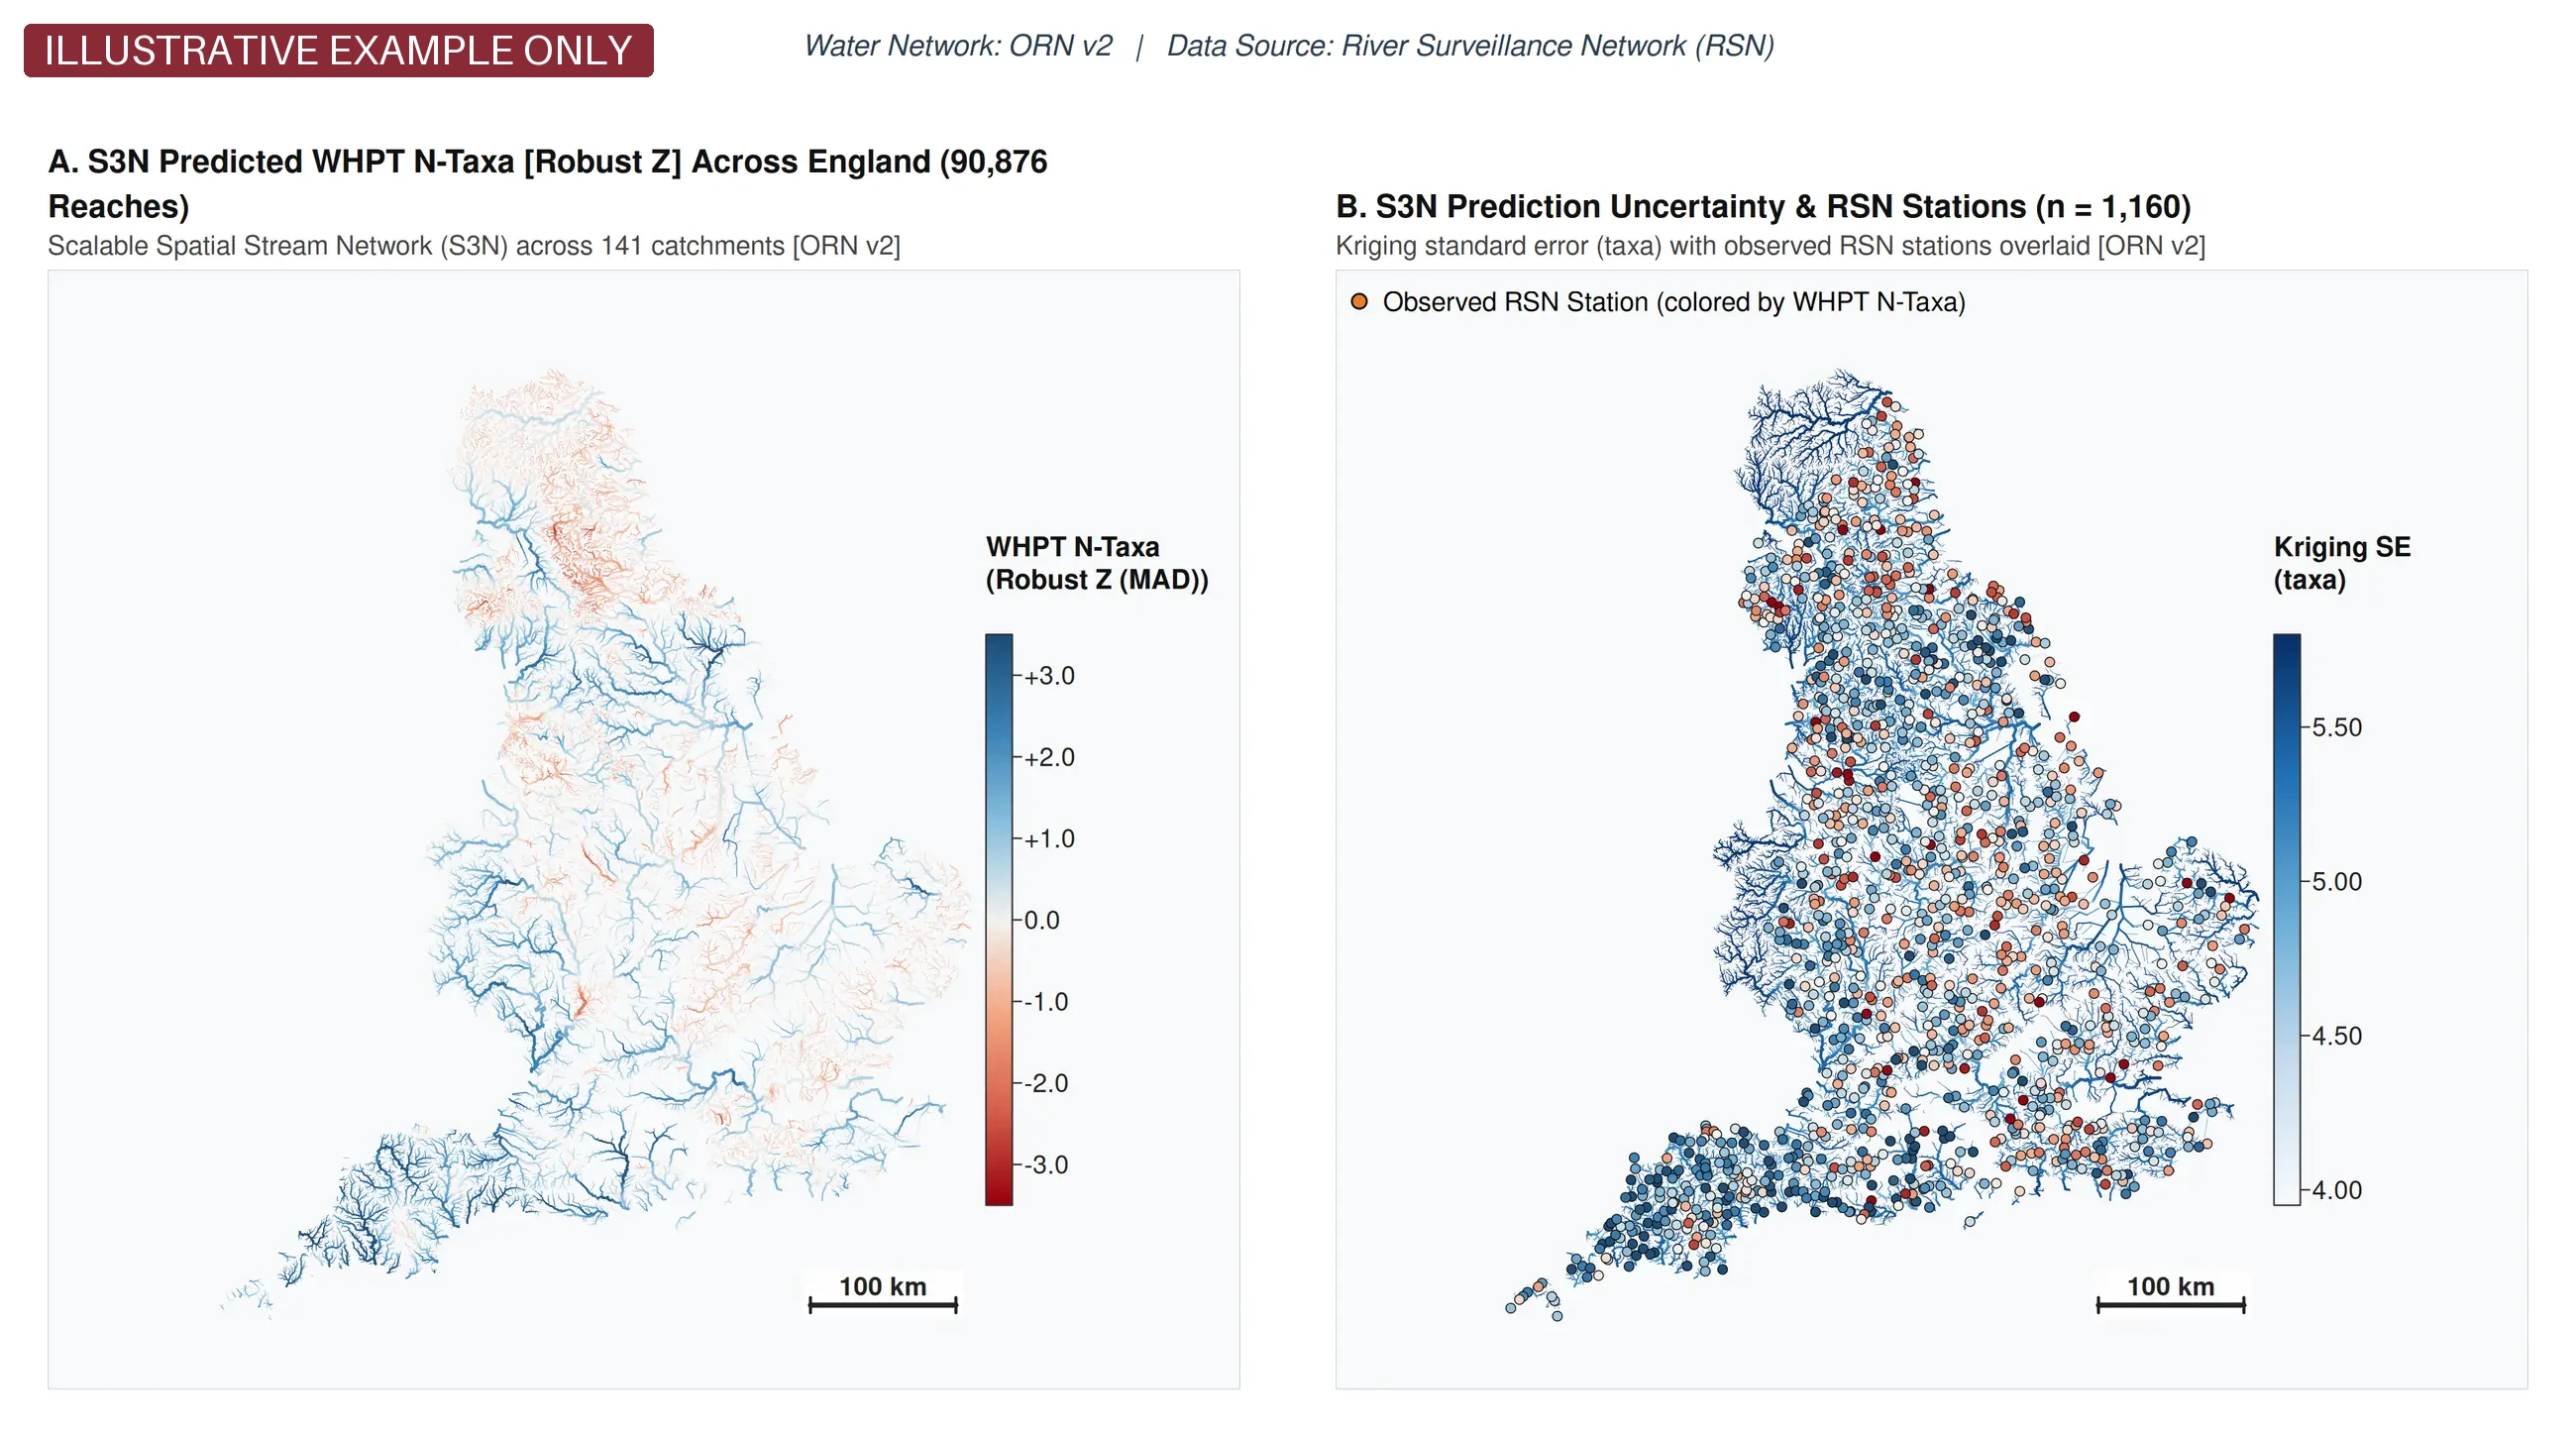 ILLUSTRATIVE EXAMPLE ONLY
Water Network: ORN v2 | Data Source: River Surveillance Network (RSN)
A. S3N Predicted WHPT N-Taxa [Robust Z] Across England (90,876
Reaches)
Scalable Spatial Stream Network (S3N) across 141 catchments [ORN v2]
WHPT N-Taxa
(Robust Z (MAD))
+3.0
+2.0
+1.0
0.0
-1.0
-2.0
-3.0
100 km
B. S3N Prediction Uncertainty & RSN Stations (n = 1,160)
Kriging standard error (taxa) with observed RSN stations overlaid [ORN v2]
Observed RSN Station (colored by WHPT N-Taxa)
Kriging SE
(taxa)
5.50
5.00
4.50
4.00
100 km